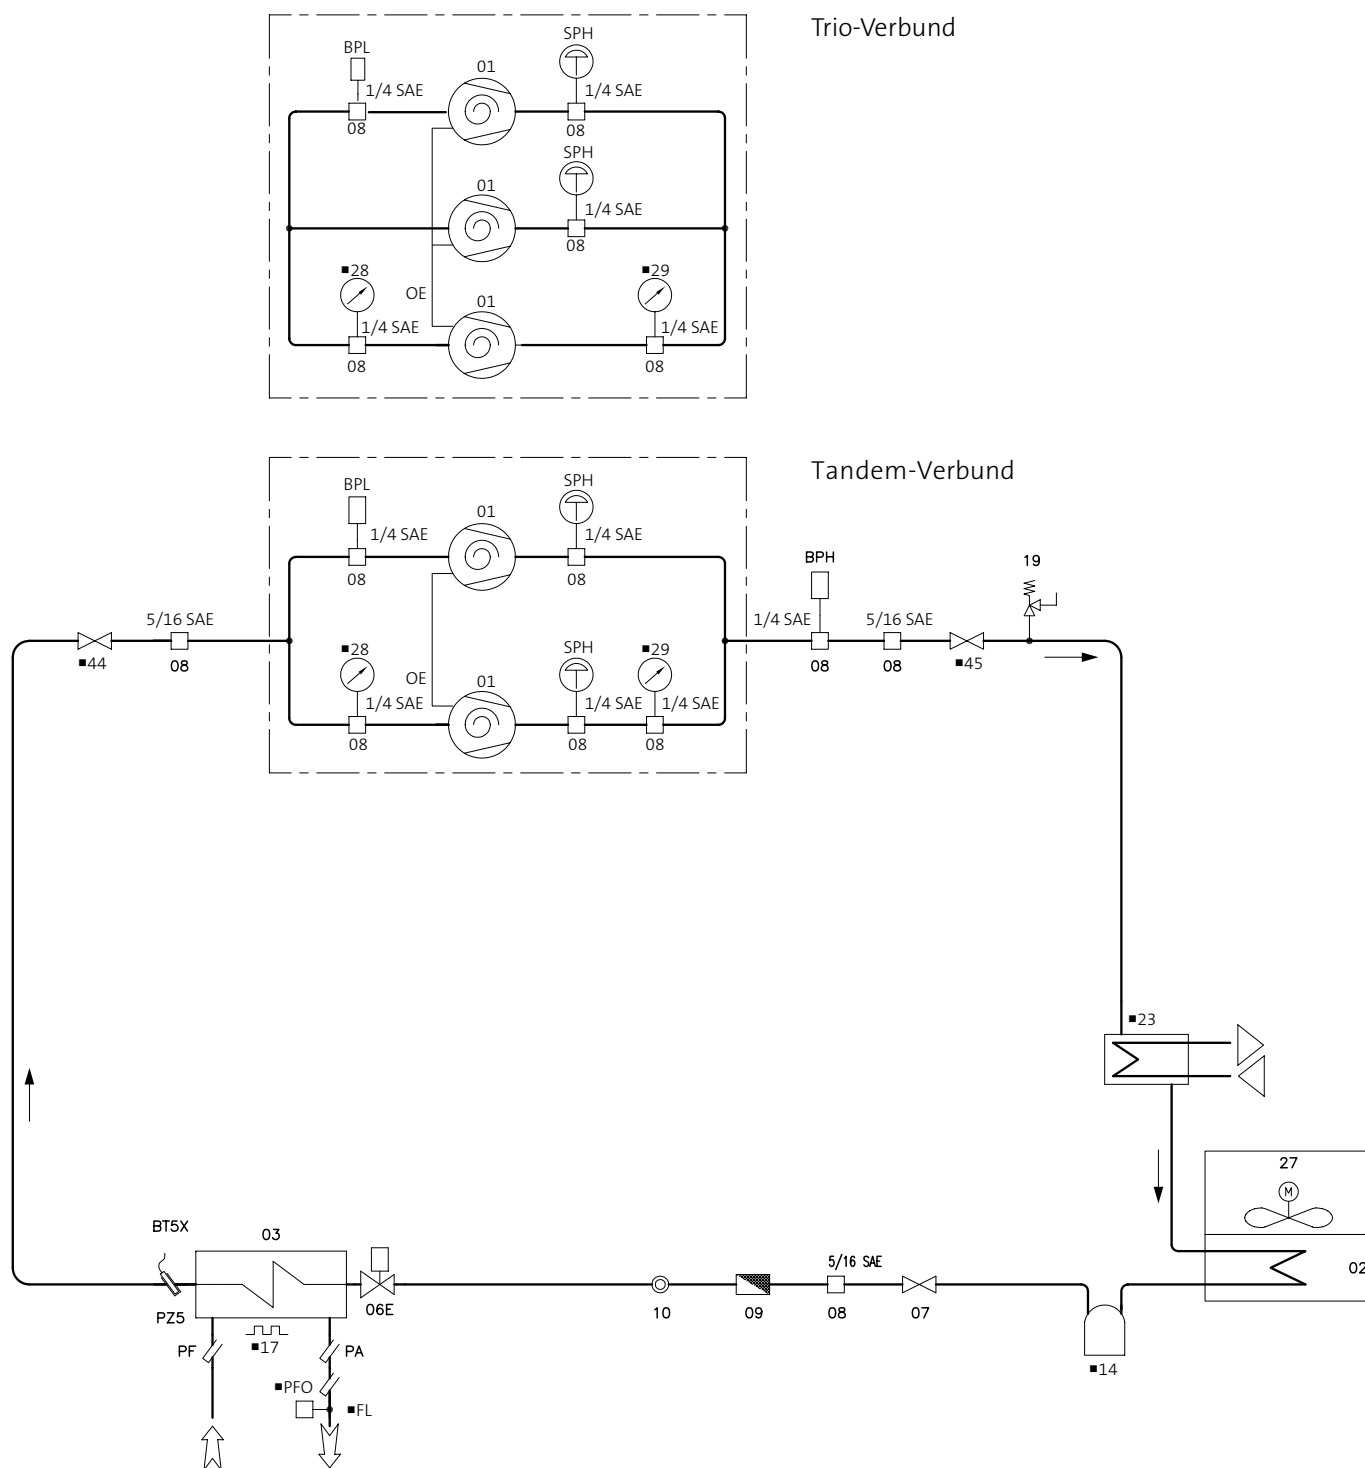 Trio-Verbund
SPH
BPL
01
1/4 SAE
1/4 SAE
08
08
SPH
01
1/4 SAE
08
■28
■29
OE
01
1/4 SAE
1/4 SAE
08
08
Tandem-Verbund
BPL
SPH
01
1/4 SAE
1/4 SAE
08
08
BPH
19
5/16 SAE
1/4 SAE
5/16 SAE
■44
08
08
08
■45
■28
SPH
■29
OE
01
1/4 SAE
1/4 SAE
1/4 SAE
08
08
08
■23
27
M
BT5X
03
5/16 SAE
02
06E
10
09
08
07
PZ5
■17
PF
PA
■14
■PFO
■FL